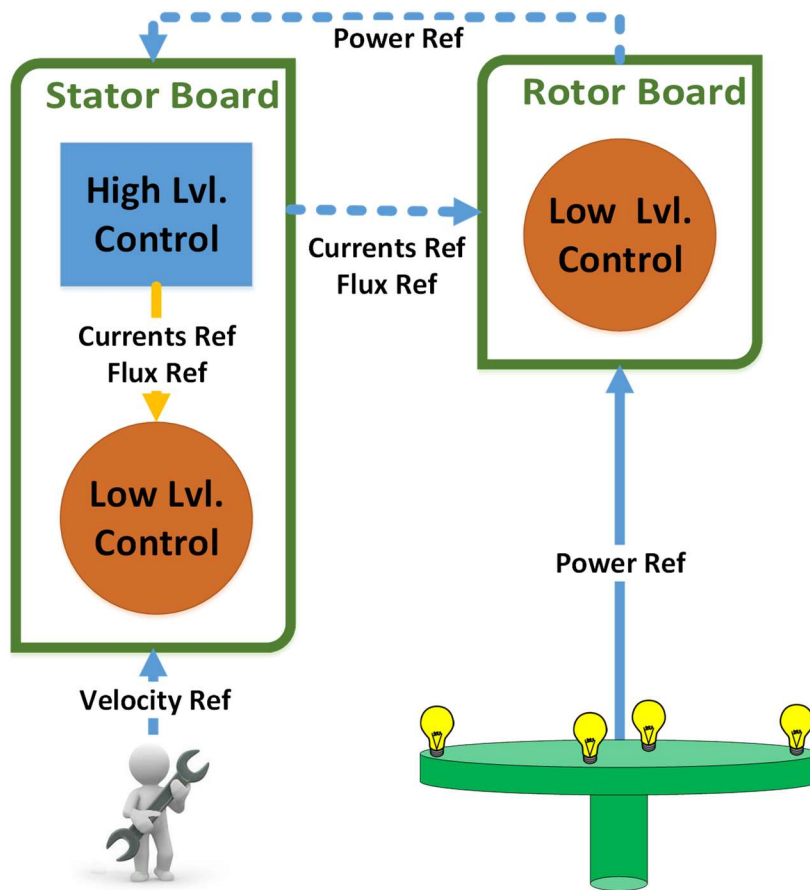 Power Ref
Stator Board
Rotor Board
High Lvl.
Control
Low Lvl.
Control
Currents Ref
Flux Ref
Currents Ref
Flux Ref
Low Lvl.
Control
Power Ref
Velocity Ref